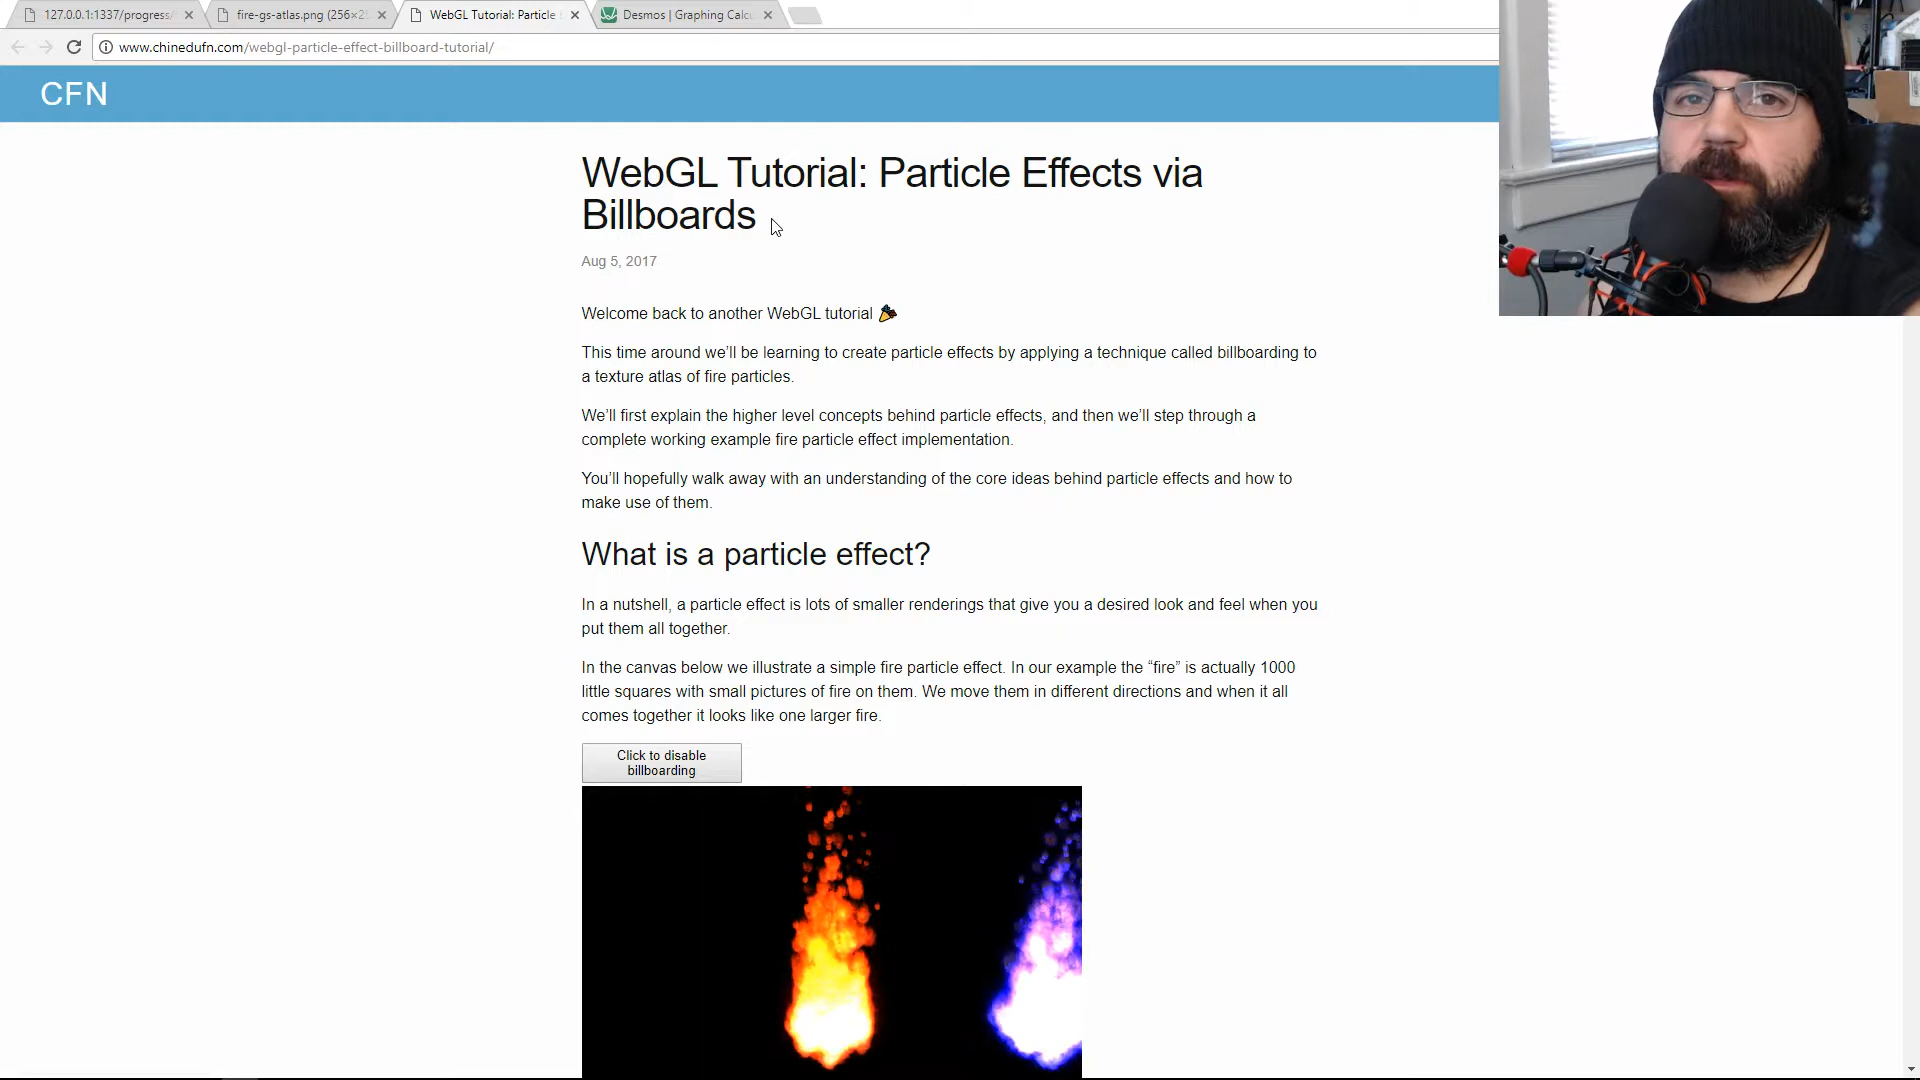 127.0.0.1:1337/progress/
fire-gs-atlas.png (256×2
WebGL Tutorial: Particle
Desmos | Graphing Calc
www.chinedufn.com/webgl-particle-effect-billboard-tutorial/
CFN
WebGL Tutorial: Particle Effects via
Billboards
Aug 5, 2017
Welcome back to another WebGL tutorial 🎉
This time around we’ll be learning to create particle effects by applying a technique called billboarding to
a texture atlas of fire particles.
We’ll first explain the higher level concepts behind particle effects, and then we’ll step through a
complete working example fire particle effect implementation.
You’ll hopefully walk away with an understanding of the core ideas behind particle effects and how to
make use of them.
What is a particle effect?
In a nutshell, a particle effect is lots of smaller renderings that give you a desired look and feel when you
put them all together.
In the canvas below we illustrate a simple fire particle effect. In our example the “fire” is actually 1000
little squares with small pictures of fire on them. We move them in different directions and when it all
comes together it looks like one larger fire.
Click to disable
billboarding